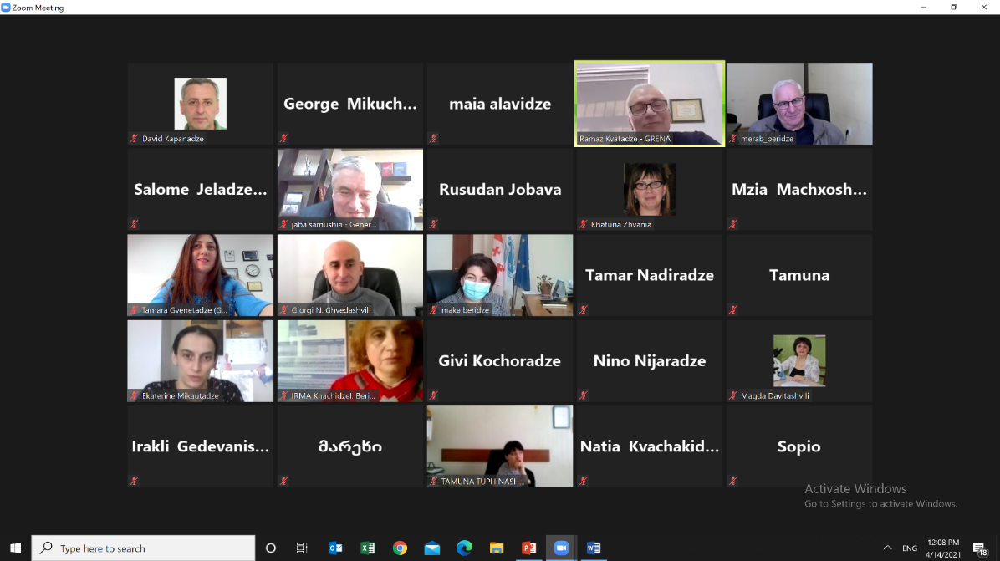 Zoom Meeting
David Kapanadze
George Mikuch...
maia alavidze
Ramaz Kvatadze - GRENA
merab_beridze
Salome Jeladze...
jaba samushia - Gener...
Rusudan Jobava
Khatuna Zhvania
Mzia Machxosh...
Tamara Gvenetadze (G...
Giorgi N. Ghvedashvili
maka beridze
Tamar Nadiradze
Tamuna
Ekaterine Mikautadze
IRMA Khachidzel. Beri...
Givi Kochoradze
Nino Nijaradze
Magda Davitashvili
Irakli Gedevanis...
მარეხი
TAMUNA TUPHINASH...
Natia Kvachakid...
Sopio
Activate Windows
Go to Settings to activate Windows.
Type here to search
ENG
12:08 PM
4/14/2021
18